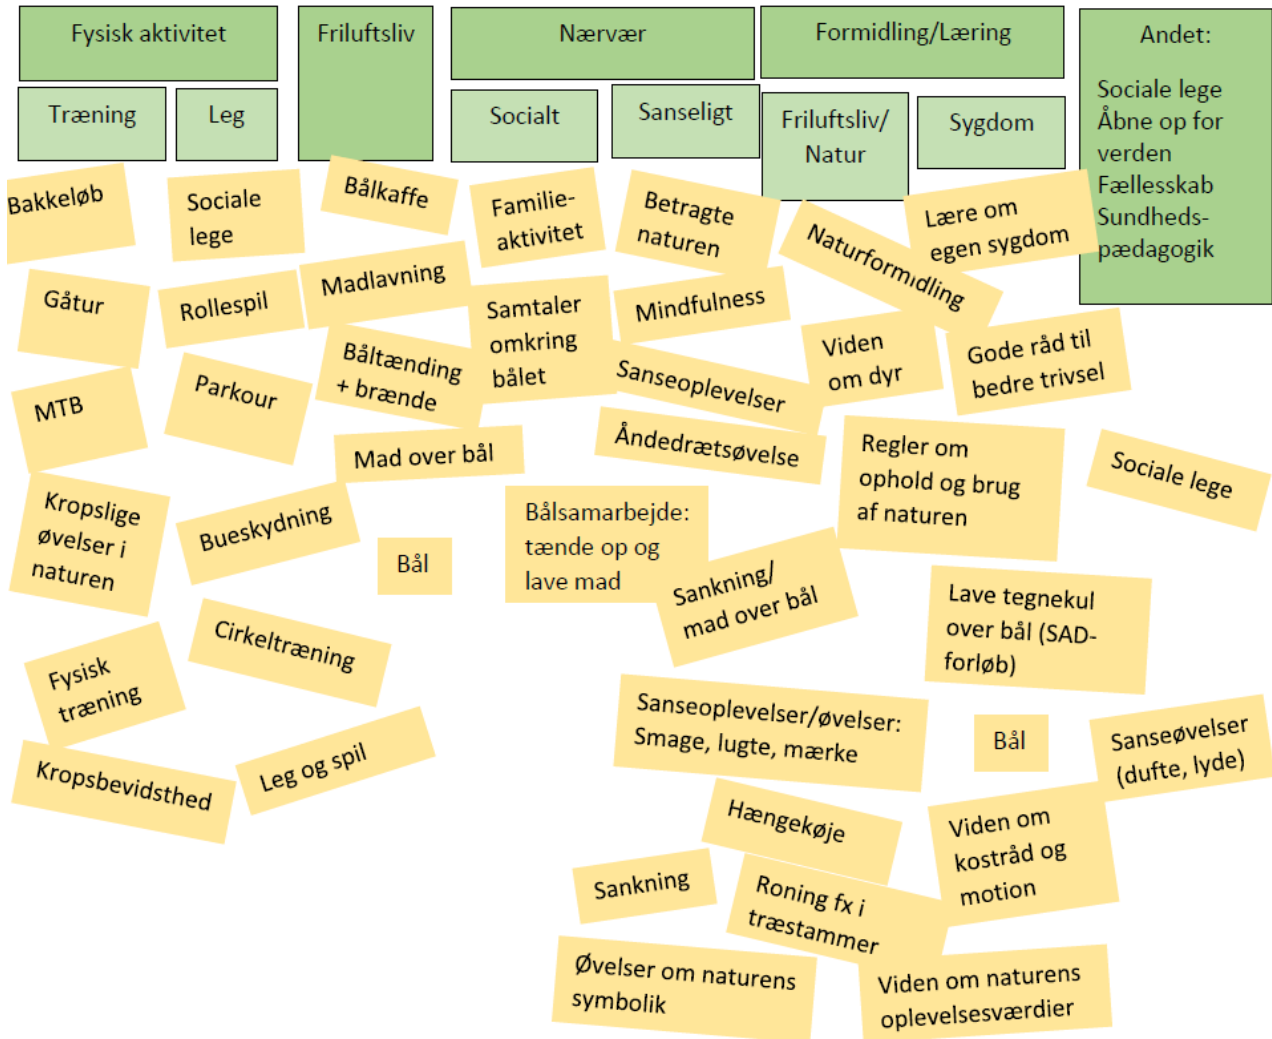 Fysisk aktivitet
Træning
Leg
Friluftsliv
Nærvær
Socialt
Sanseligt
Formidling/Læring
Friluftsliv/
Natur
Sygdom
Andet:
Sociale lege
Åbne op for
verden
Fællesskab
Sundheds-
pædagogik
Bakkeløb
Gåtur
MTB
Kropslige
øvelser i
naturen
Fysisk
træning
Kropsbevidsthed
Sociale
lege
Rollespil
Parkour
Bueskydning
Cirkeltræning
Leg og spil
Bålkaffe
Madlavning
Båltænding
+ brænde
Mad over bål
Bål
Familie-
aktivitet
Samtaler
omkring
bålet
Bålsamarbejde:
tænde op og
lave mad
Betragte
naturen
Mindfulness
Sanseoplevelser
Åndedrætsøvelse
Sankning/
mad over bål
Sanseoplevelser/øvelser:
Smage, lugte, mærke
Hængekøje
Sankning
Roning fx i
træstammer
Øvelser om naturens
symbolik
Naturformidling
Viden
om dyr
Regler om
ophold og brug
af naturen
Lære om
egen sygdom
Gode råd til
bedre trivsel
Lave tegnekul
over bål (SAD-
forløb)
Bål
Viden om
kostråd og
motion
Viden om naturens
oplevelsesværdier
Sociale lege
Sanseøvelser
(dufte, lyde)